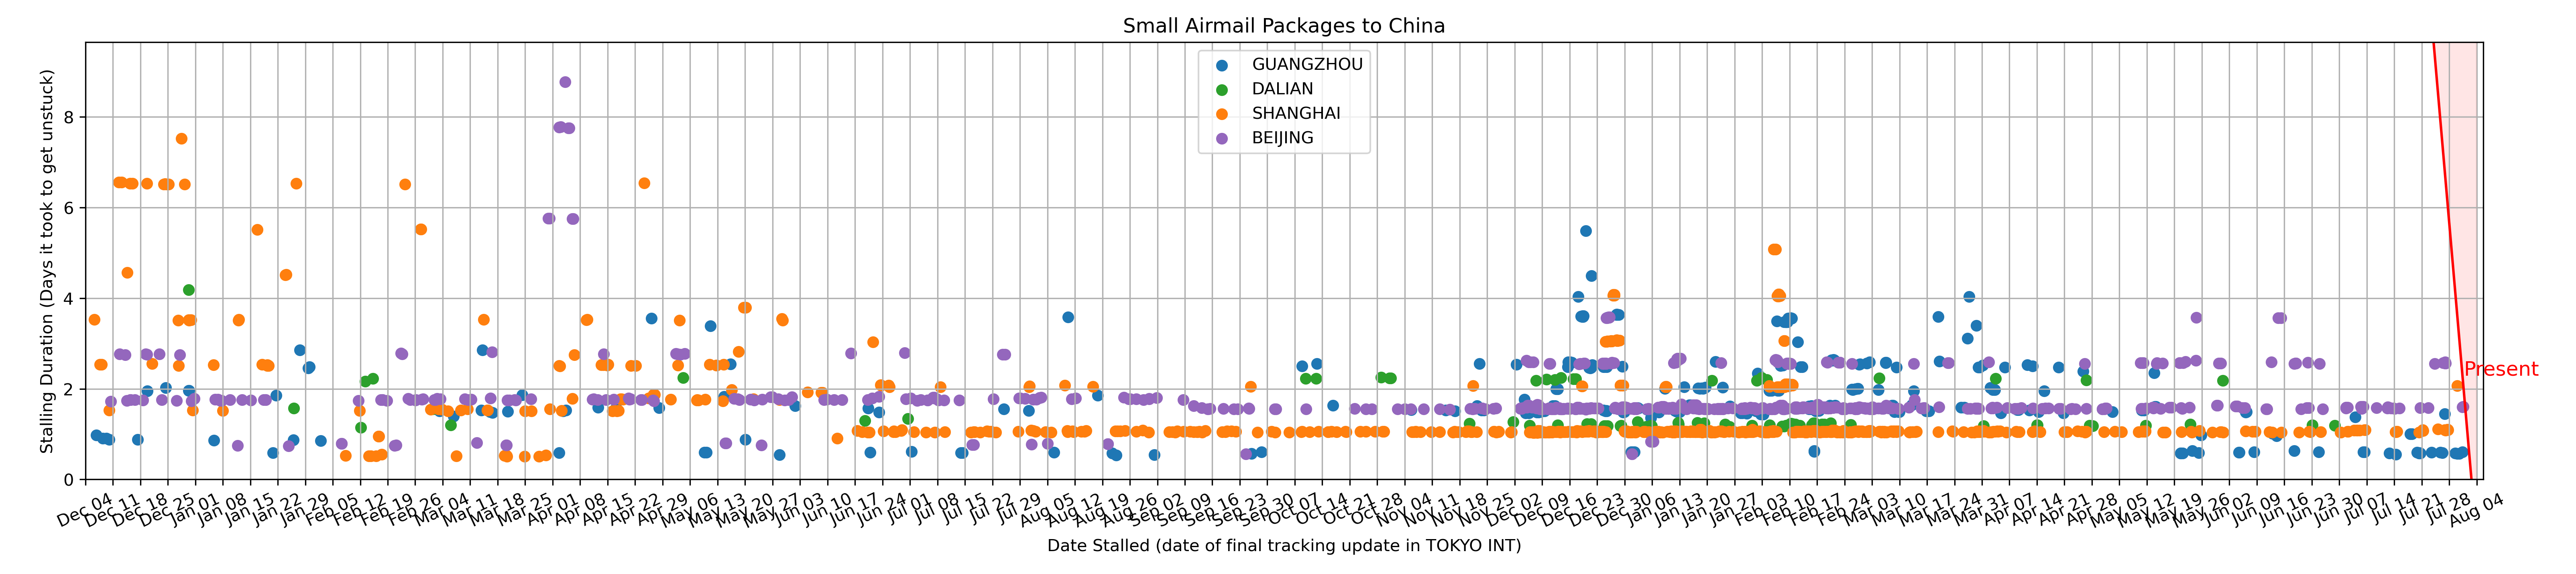 Small Airmail Packages to China
GUANGZHOU
DALIAN
SHANGHAI
BEIJING
Stalling Duration (Days it took to get unstuck)
8
6
4
2
0
Present
Dec 04 Dec 11 Dec 18 Dec 25 Jan 01 Jan 08 Jan 15 Jan 22 Jan 29 Feb 05 Feb 12 Feb 19 Feb 26 Mar 04 Mar 11 Mar 18 Mar 25 Apr 01 Apr 08 Apr 15 Apr 22 Apr 29 May 06 May 13 May 20 May 27 Jun 03 Jun 10 Jun 17 Jun 24 Jul 01 Jul 08 Jul 15 Jul 22 Jul 29 Aug 05 Aug 12 Aug 19 Aug 26 Sep 02 Sep 09 Sep 16 Sep 23 Sep 30 Oct 07 Oct 14 Oct 21 Oct 28 Nov 04 Nov 11 Nov 18 Nov 25 Dec 02 Dec 09 Dec 16 Dec 23 Dec 30 Jan 06 Jan 13 Jan 20 Jan 27 Feb 03 Feb 10 Feb 17 Feb 24 Mar 03 Mar 10 Mar 17 Mar 24 Mar 31 Apr 07 Apr 14 Apr 21 Apr 28 May 05 May 12 May 19 May 26 Jun 02 Jun 09 Jun 16 Jun 23 Jun 30 Jul 07 Jul 14 Jul 21 Jul 28 Aug 04
Date Stalled (date of final tracking update in TOKYO INT)